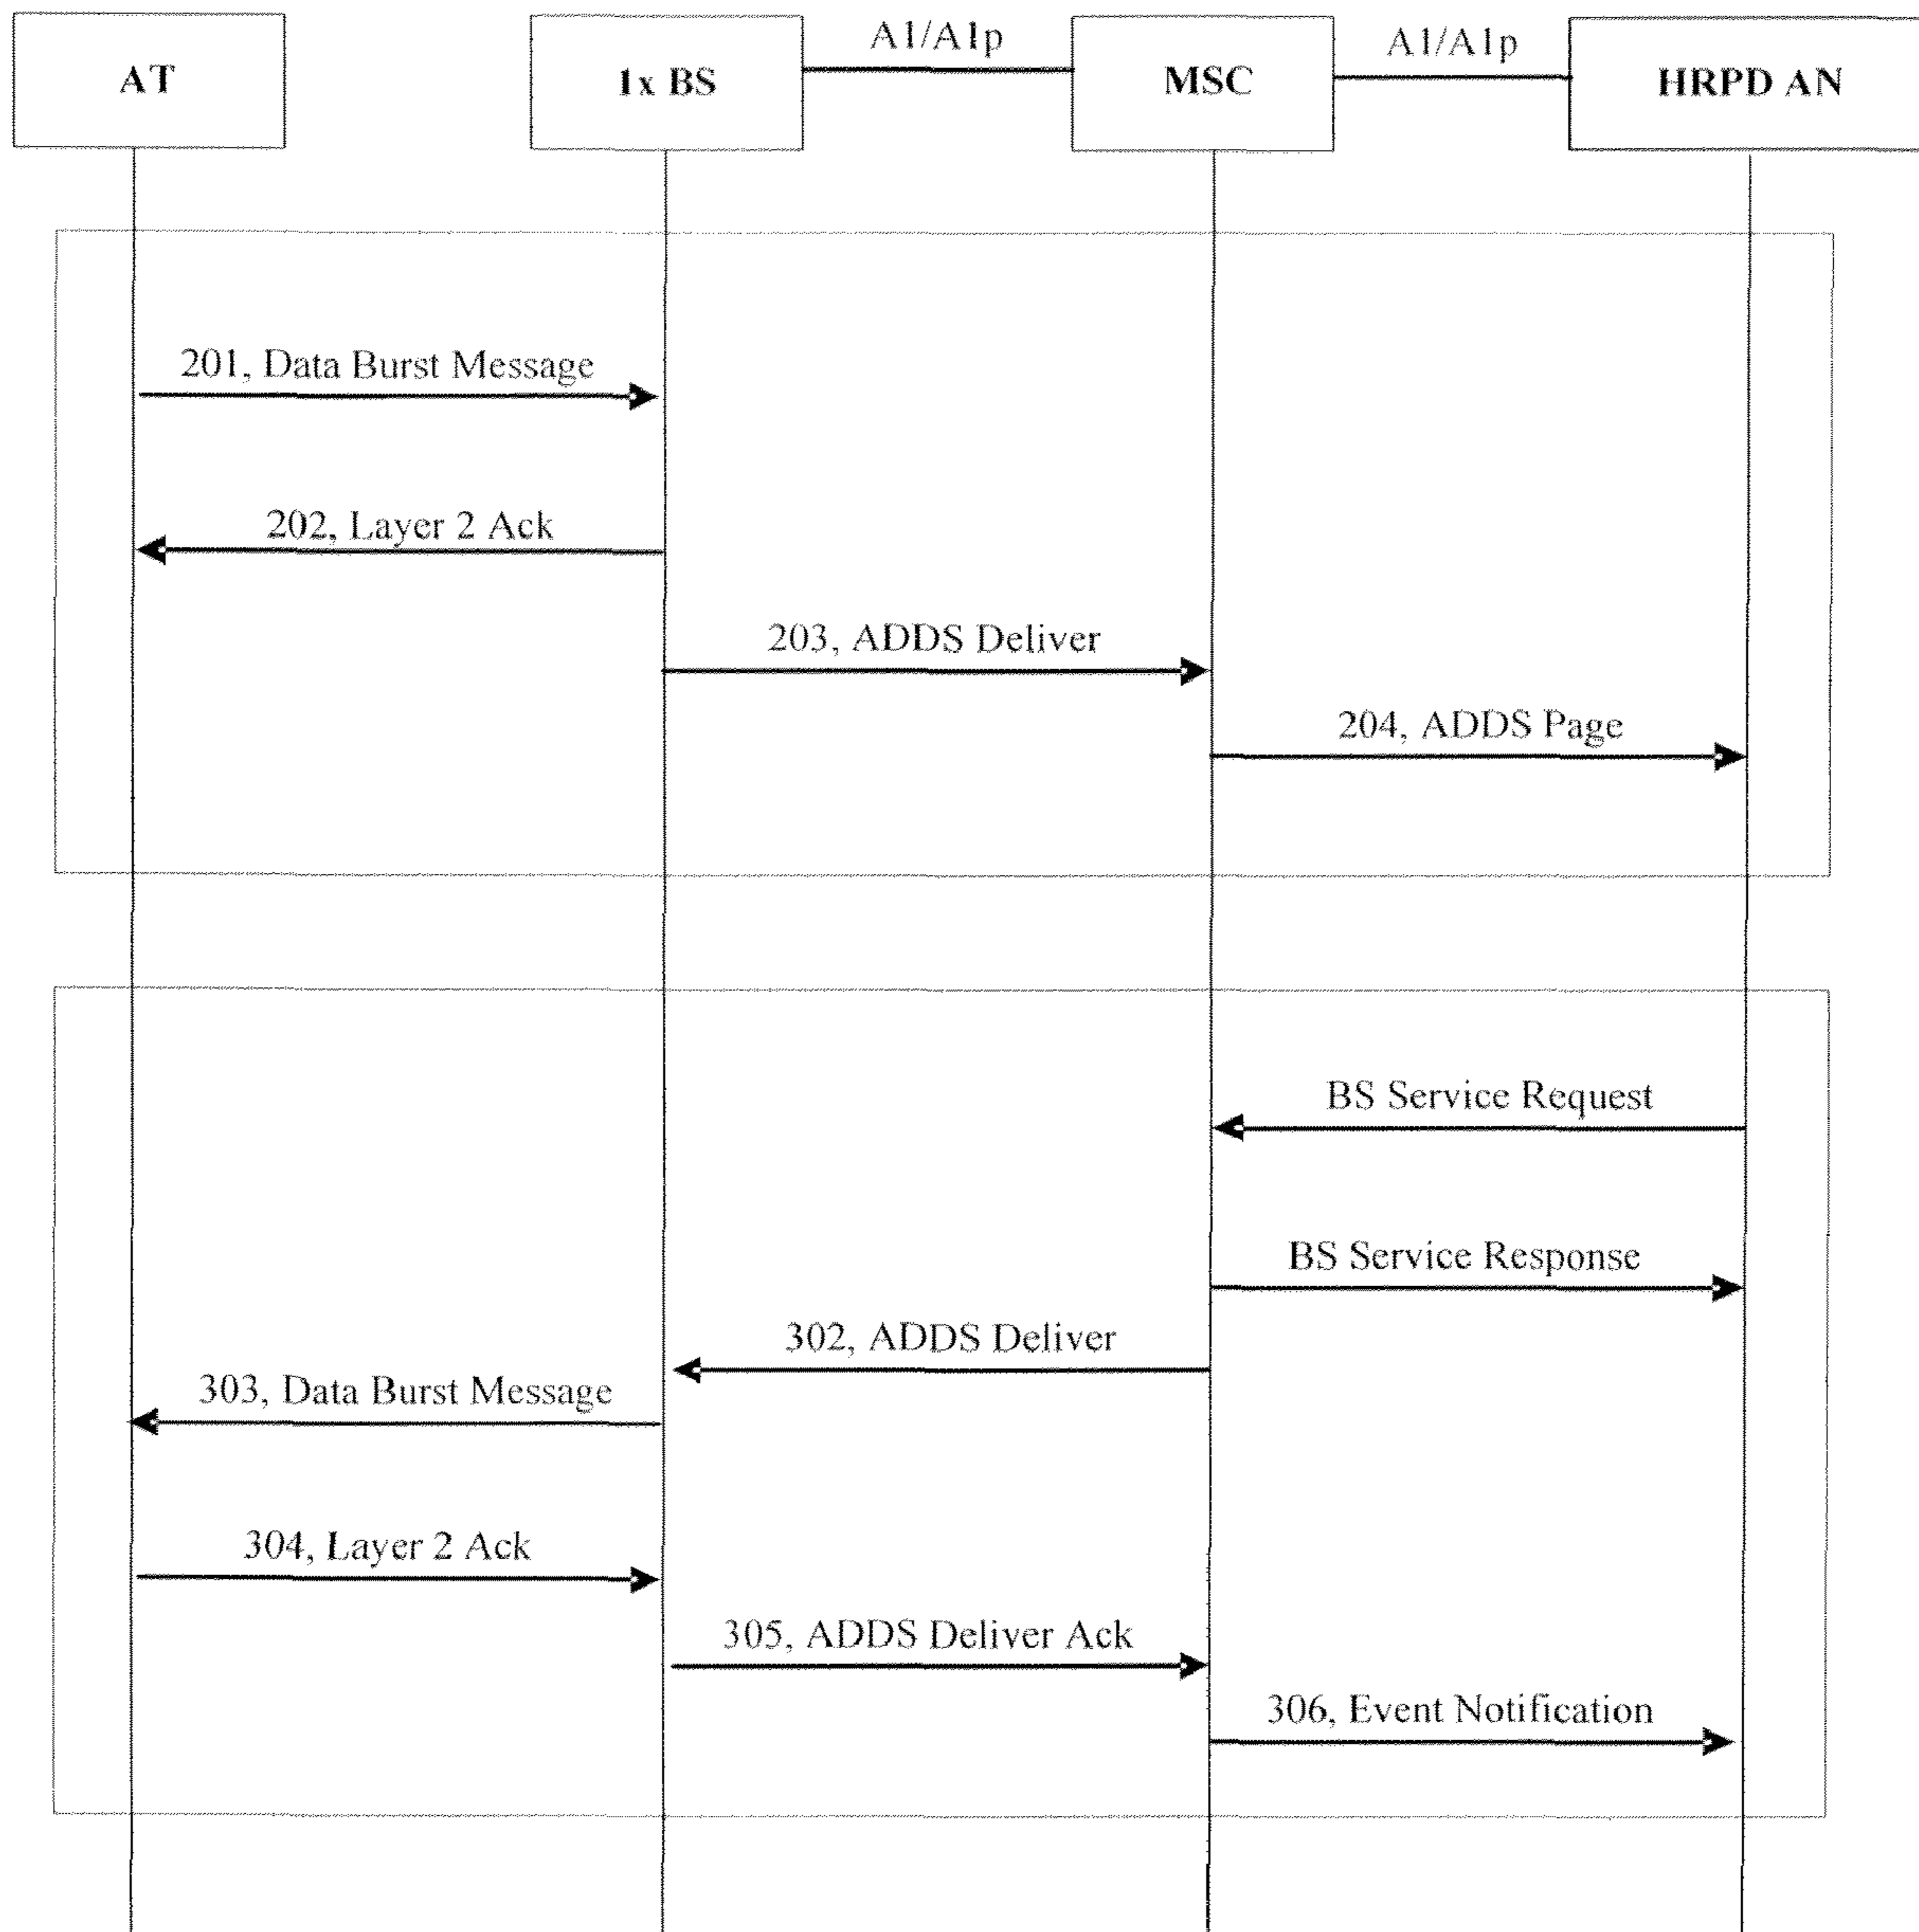 AT
1x BS
A1/A1p
MSC
A1/A1p
HRPD AN
201, Data Burst Message
202, Layer 2 Ack
203, ADDS Deliver
204, ADDS Page
BS Service Request
BS Service Response
302, ADDS Deliver
303, Data Burst Message
304, Layer 2 Ack
305, ADDS Deliver Ack
306, Event Notification